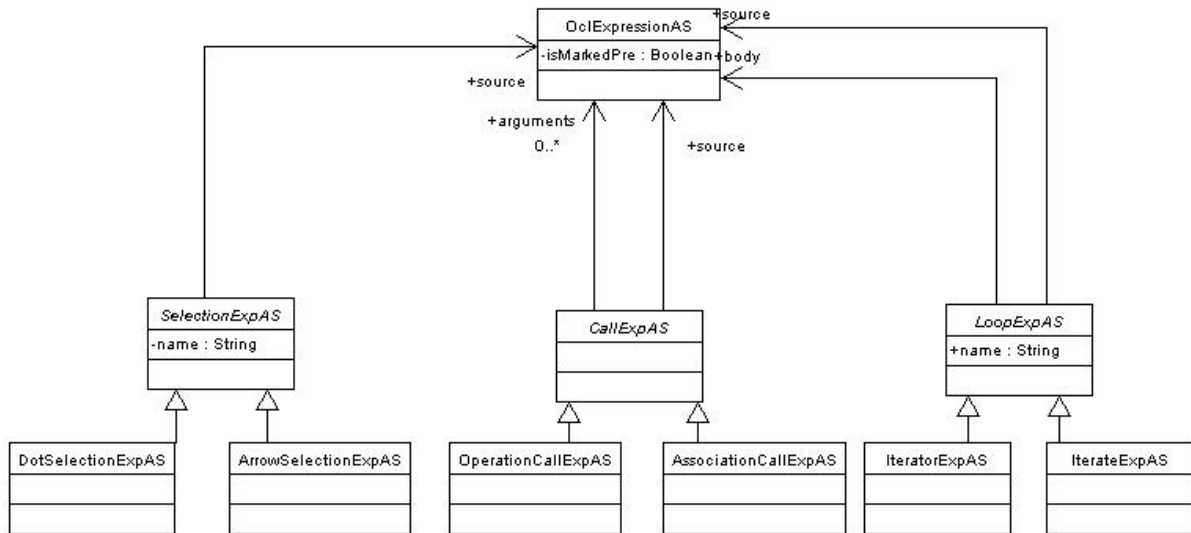 OclExpressionAS
+source
-isMarkedPre : Boolean
+body
+source
+arguments
0..*
+source
SelectionExpAS
-name : String
CallExpAS
LoopExpAS
+name : String
DotSelectionExpAS
ArrowSelectionExpAS
OperationCallExpAS
AssociationCallExpAS
IteratorExpAS
IterateExpAS